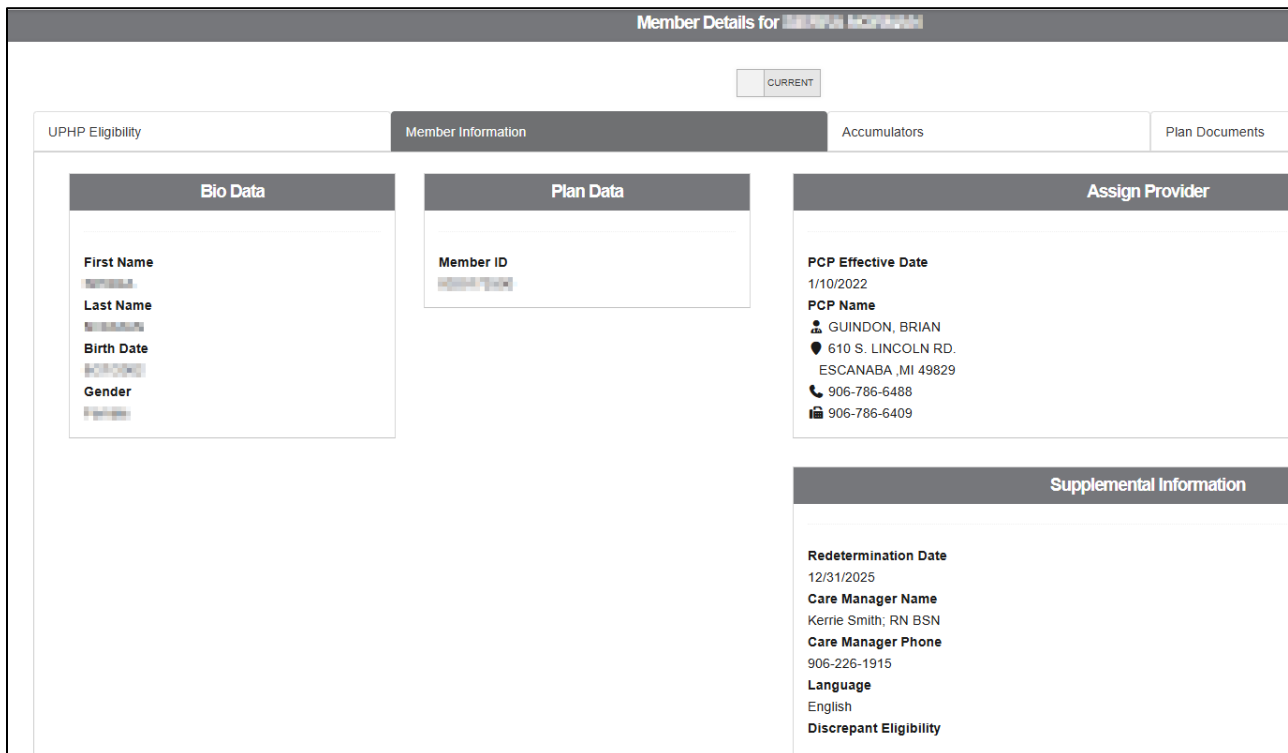 Member Details for
CURRENT
UPHP Eligibility
Member Information
Accumulators
Plan Documents
Bio Data
First Name
Last Name
Birth Date
Gender
Plan Data
Member ID
Assign Provider
PCP Effective Date
1/10/2022
PCP Name
GUINDON, BRIAN
610 S. LINCOLN RD.
ESCANABA ,MI 49829
906-786-6488
906-786-6409
Supplemental Information
Redetermination Date
12/31/2025
Care Manager Name
Kerrie Smith; RN BSN
Care Manager Phone
906-226-1915
Language
English
Discrepant Eligibility